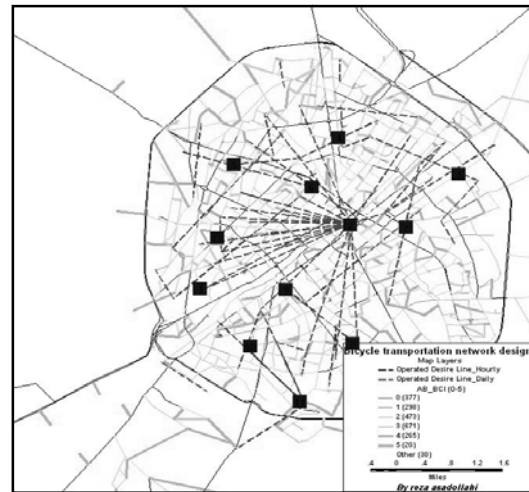 Bicycle transportation network design
Map Layers
Operated Desire Line_Hourly
Operated Desire Line_Daily
AB_BCI (0-5)
0 (377)
1 (298)
2 (473)
3 (671)
4 (265)
5 (20)
Other (30)
.4 0 .4 .8 1.2 1.6
Miles
By reza asadollahi